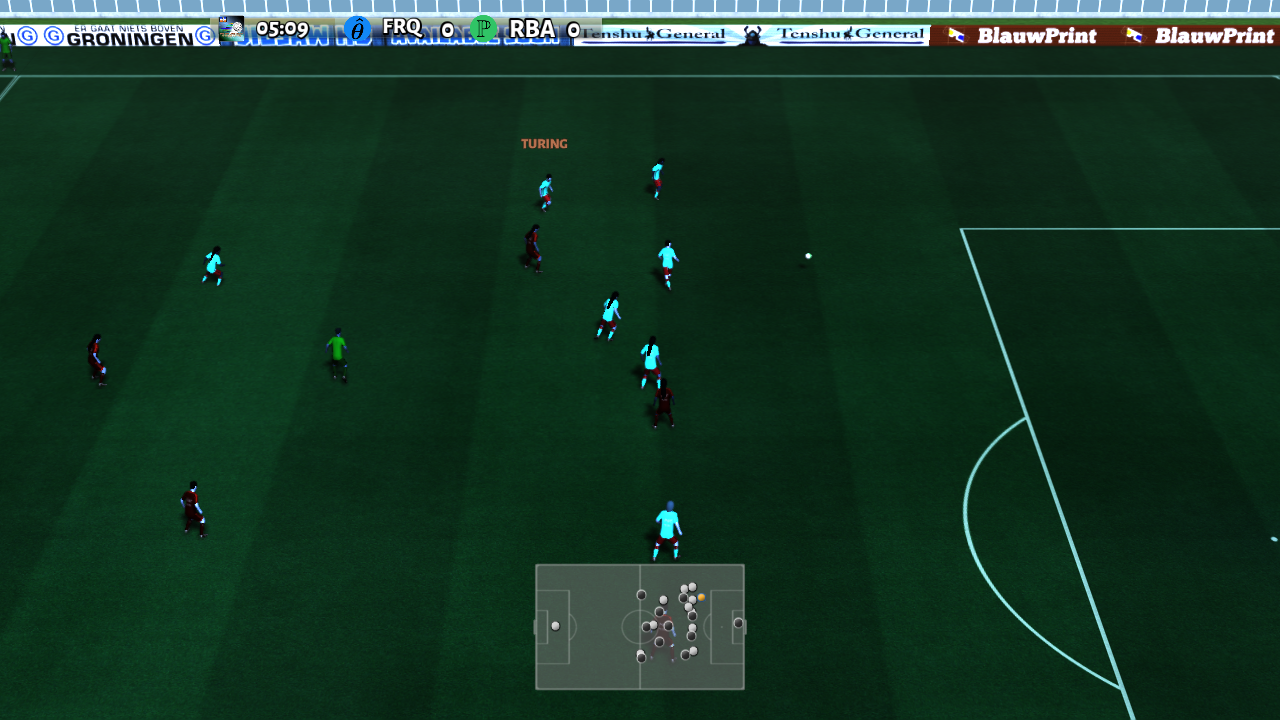 ER GAAT NIETS BOVEN
GRONINGEN
05:09 FRQ 0 RBA 0
Tenshu General
Tenshu General
BlauwPrint
BlauwPrint
TURING